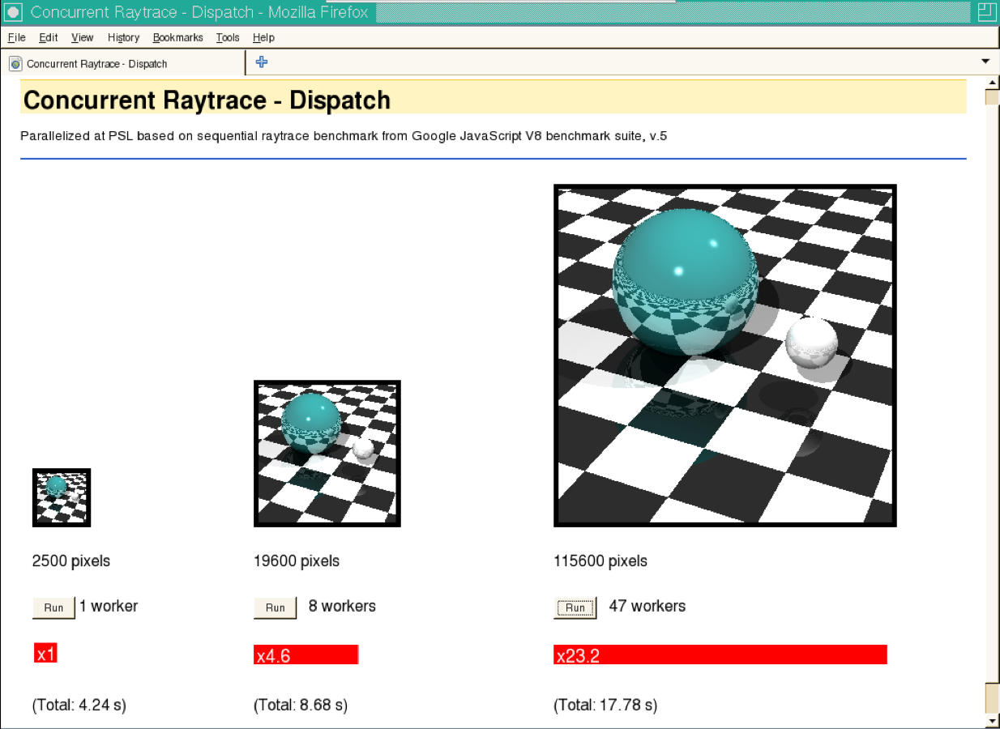 Concurrent Raytrace - Dispatch - Mozilla Firefox
File Edit View History Bookmarks Tools Help
Concurrent Raytrace - Dispatch
Concurrent Raytrace - Dispatch
Parallelized at PSL based on sequential raytrace benchmark from Google JavaScript V8 benchmark suite, v.5
2500 pixels 19600 pixels 115600 pixels
Run 1 worker Run 8 workers Run 47 workers
x1 x4.6 x23.2
(Total: 4.24 s) (Total: 8.68 s) (Total: 17.78 s)